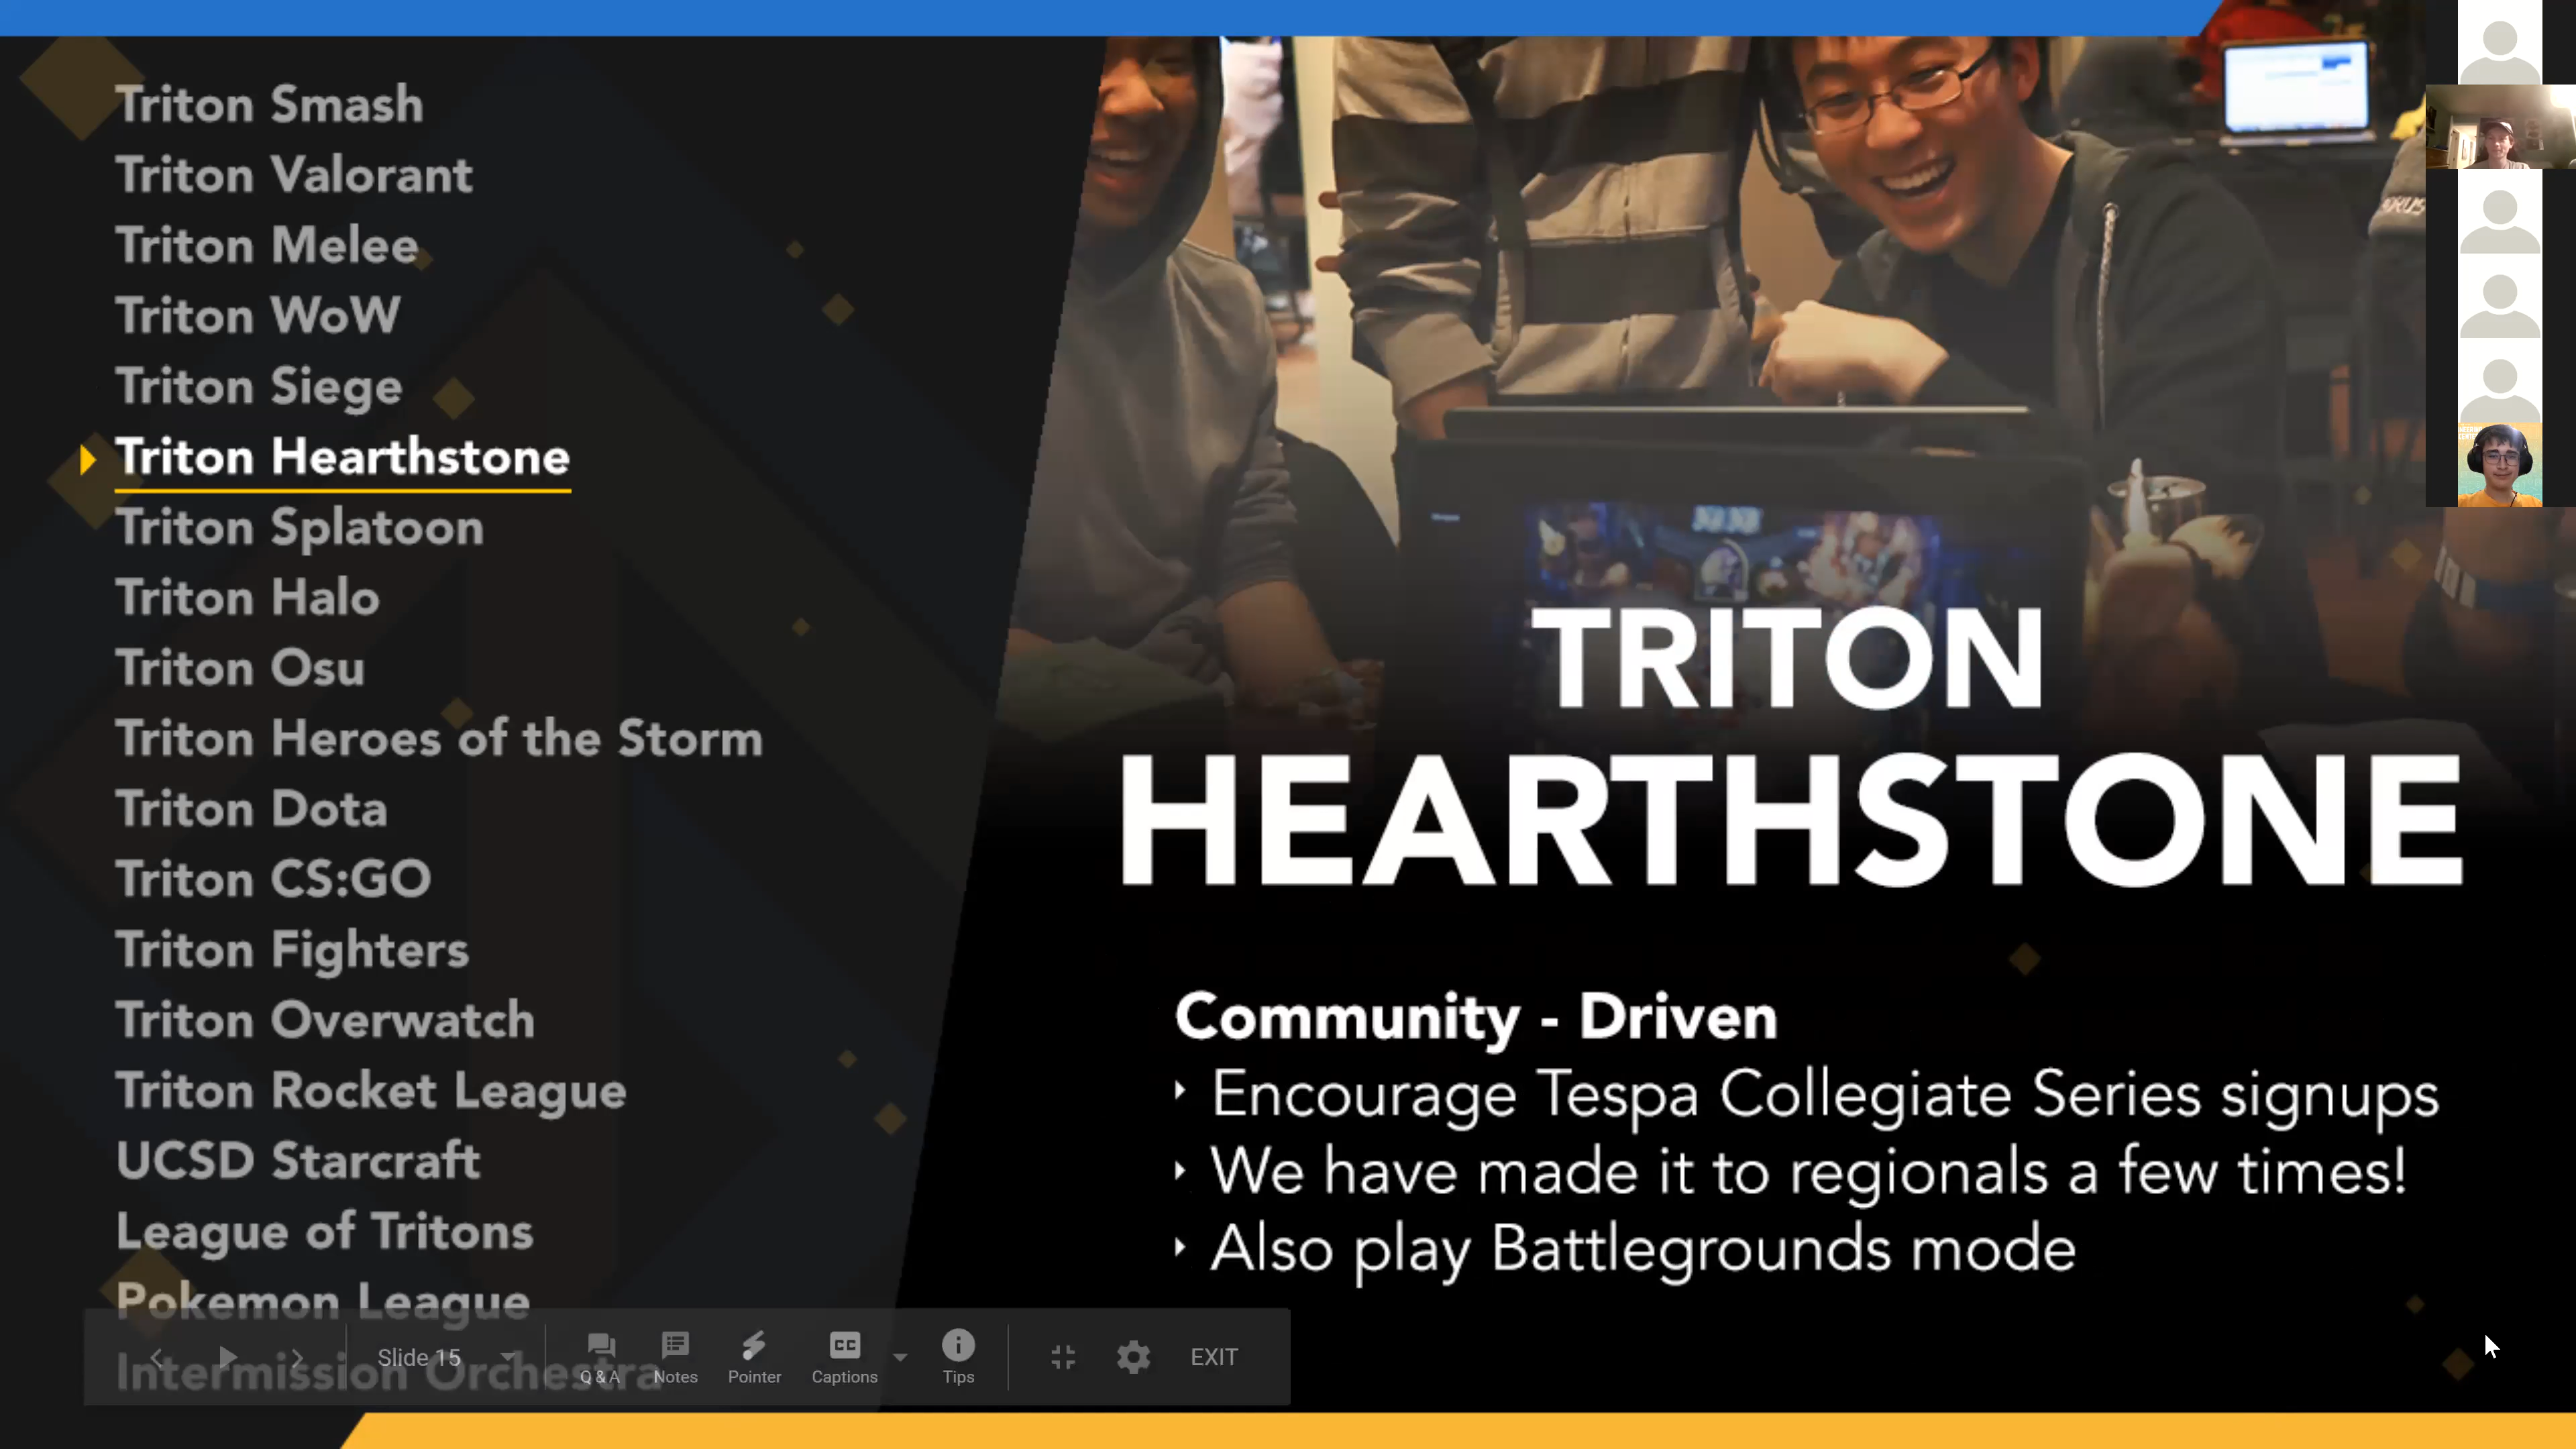 Triton Smash
Triton Valorant
Triton Melee
Triton WoW
Triton Siege
Triton Hearthstone
Triton Splatoon
Triton Halo
Triton Osu
Triton Heroes of the Storm
Triton Dota
Triton CS:GO
Triton Fighters
Triton Overwatch
Triton Rocket League
UCSD Starcraft
League of Tritons
Pokemon League
Intermission Orchestra
TRITON
HEARTHSTONE
Community - Driven
Encourage Tespa Collegiate Series signups
We have made it to regionals a few times!
Also play Battlegrounds mode
Slide 15
Q & A
Notes
Pointer
CC
Captions
Tips
EXIT